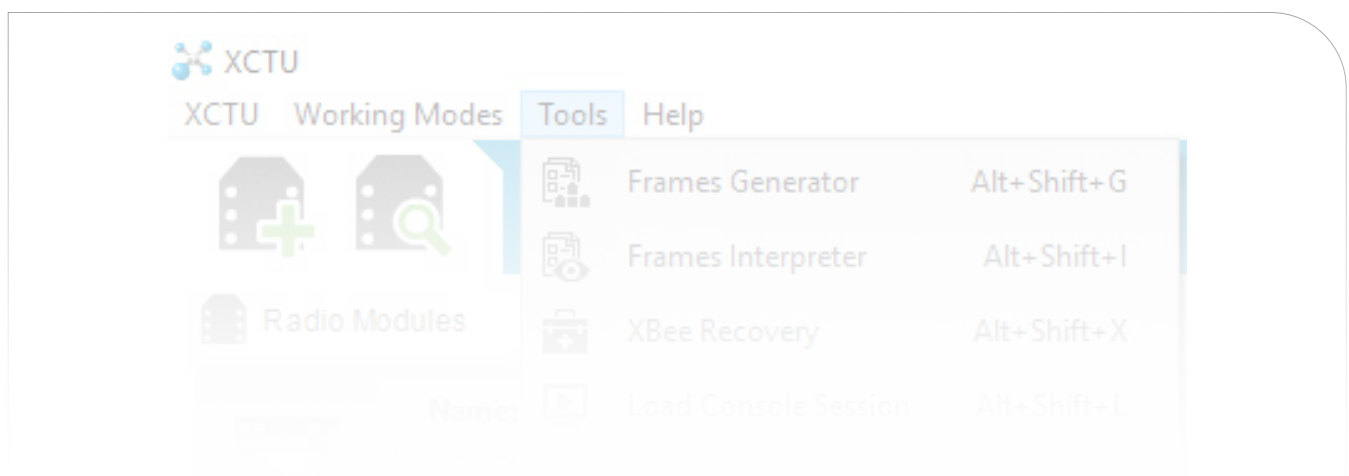 XCTU
XCTU Working Modes Tools Help
Frames Generator Alt+Shift+G
Frames Interpreter Alt+Shift+I
Radio Modules
XBee Recovery Alt+Shift+X
Name:
Load Console Session Alt+Shift+L